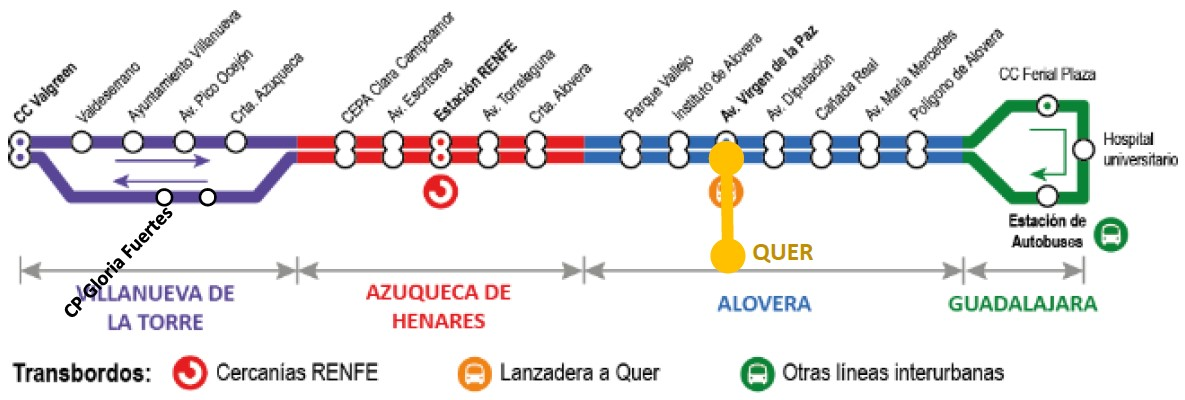 CC Valgreen
Valdeserrano
Ayuntamiento Villanueva
Av. Pico Ocejón
Crta. Azuqueca
CEPA Clara Campoamor
Av. Escritores
Estación RENFE
Av. Torrelaguna
Crta. Alovera
Parque Vallejo
Instituto de Alovera
Av. Virgen de la Paz
Av. Diputación
Cañada Real
Av. María Mercedes
Polígono de Alovera
CC Ferial Plaza
Hospital
universitario
Estación de
Autobuses
CP Gloria Fuertes
QUER
VILLANUEVA DE
LA TORRE
AZUQUECA DE
HENARES
ALOVERA
GUADALAJARA
Transbordos:
Cercanías RENFE
Lanzadera a Quer
Otras líneas interurbanas